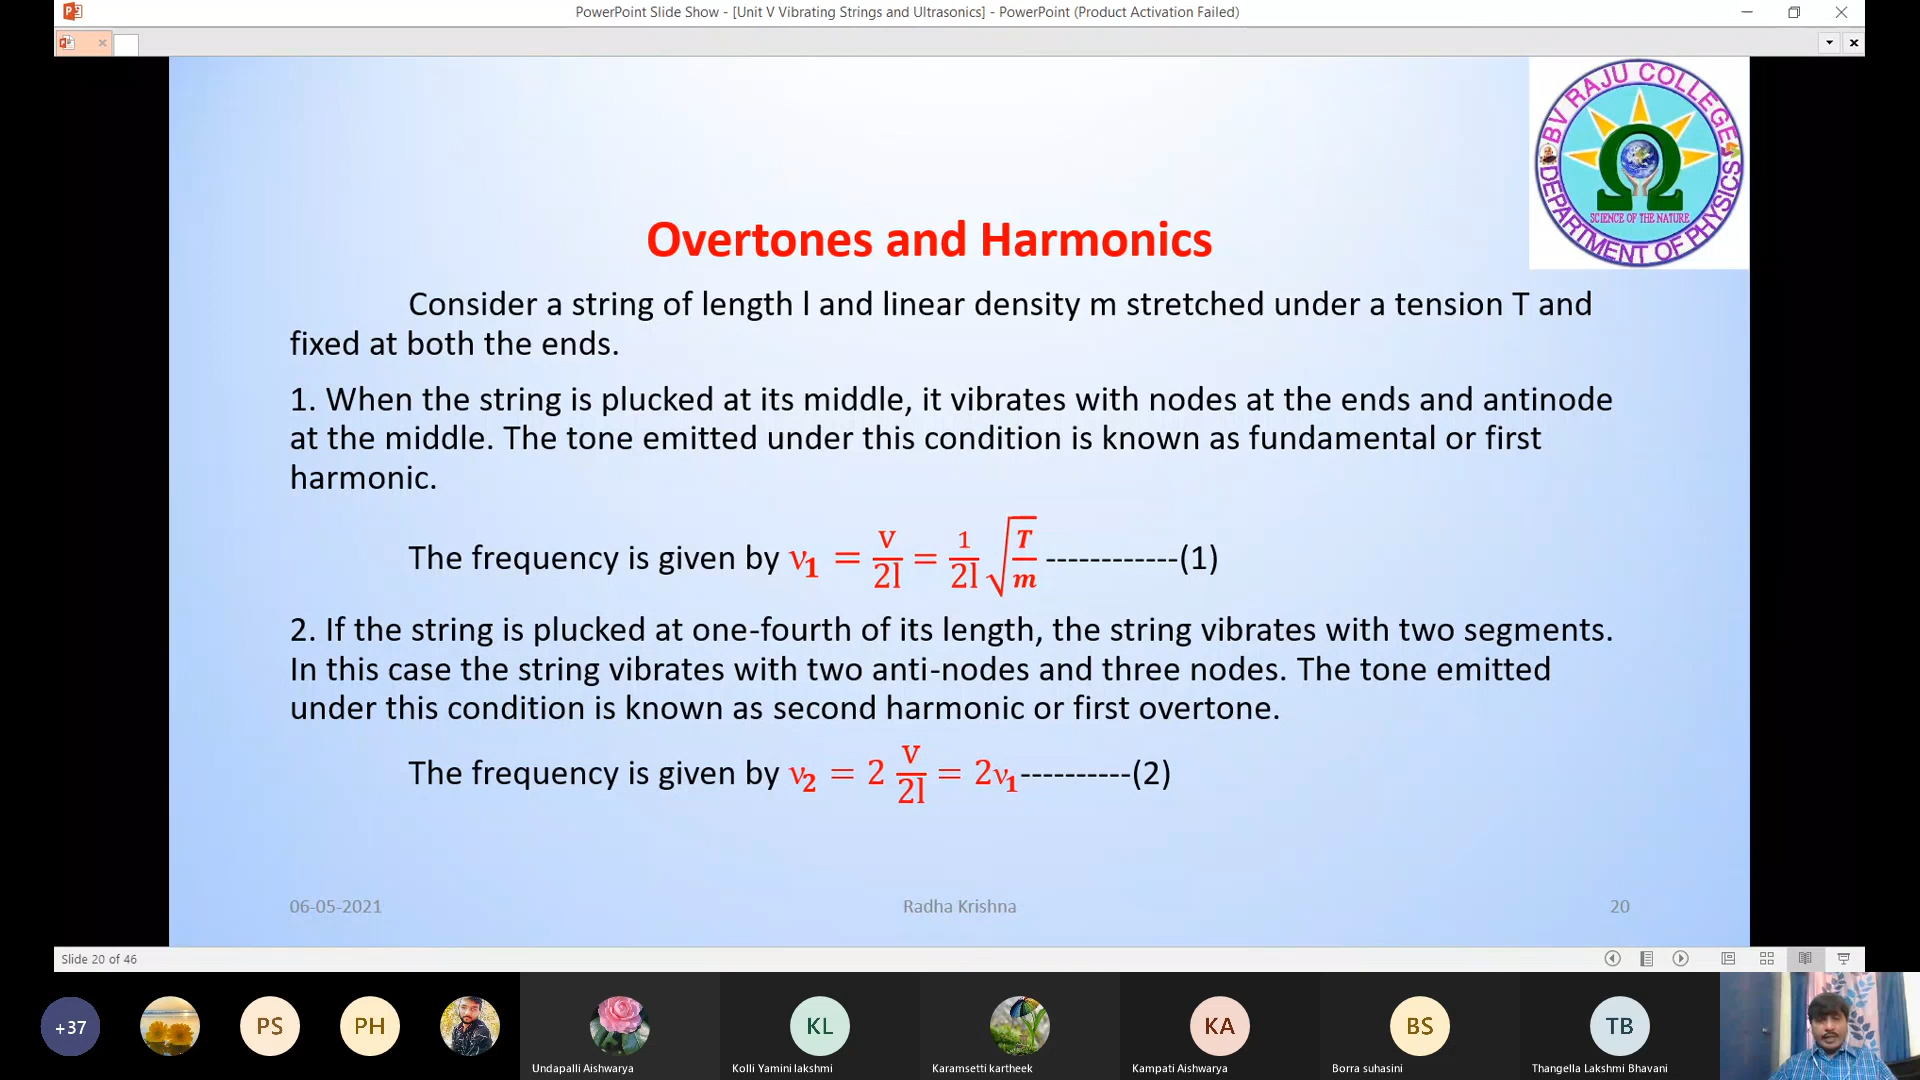 PowerPoint Slide Show - [Unit V Vibrating Strings and Ultrasonics] - PowerPoint (Product Activation Failed)
BV RAJU COLLEGE
SCIENCE OF THE NATURE
DEPARTMENT OF PHYSICS
Overtones and Harmonics
Consider a string of length l and linear density m stretched under a tension T and
fixed at both the ends.
1. When the string is plucked at its middle, it vibrates with nodes at the ends and antinode
at the middle. The tone emitted under this condition is known as fundamental or first
harmonic.
The frequency is given by ν₁ = v/2l = 1/2l √(T/m) ------------(1)
2. If the string is plucked at one-fourth of its length, the string vibrates with two segments.
In this case the string vibrates with two anti-nodes and three nodes. The tone emitted
under this condition is known as second harmonic or first overtone.
The frequency is given by ν₂ = 2 v/2l = 2ν₁----------(2)
06-05-2021
Radha Krishna
20
Slide 20 of 46
+37
PS
PH
KL
KA
BS
TB
Undapalli Aishwarya
Kolli Yamini lakshmi
Karamsetti kartheek
Kampati Aishwarya
Borra suhasini
Thangella Lakshmi Bhavani